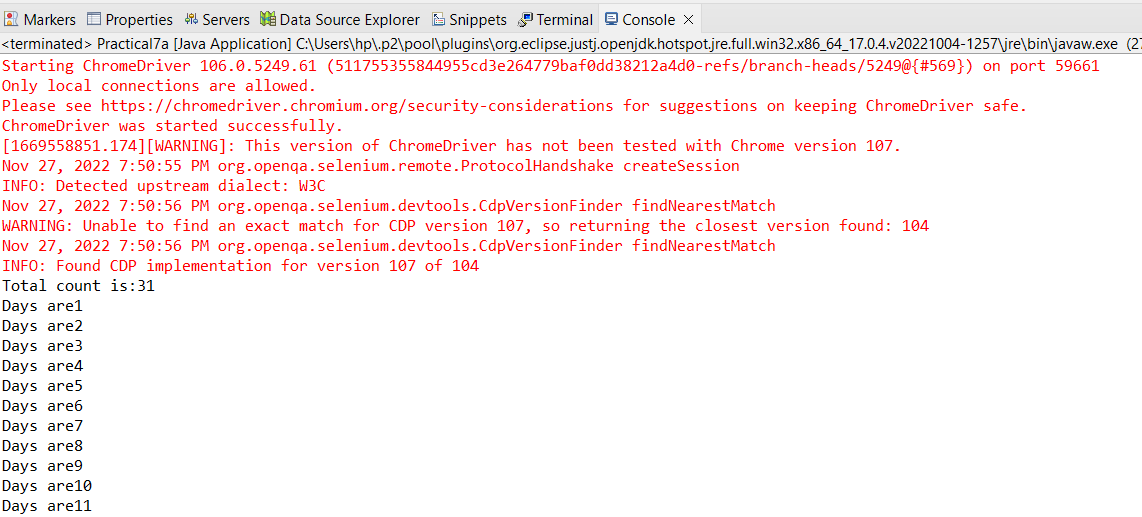 Markers Properties Servers Data Source Explorer Snippets Terminal Console
<terminated> Practical7a [Java Application] C:\Users\hp\.p2\pool\plugins\org.eclipse.justj.openjdk.hotspot.jre.full.win32.x86_64_17.0.4.v20221004-1257\jre\bin\javaw.exe (27
Starting ChromeDriver 106.0.5249.61 (511755355844955cd3e264779baf0dd38212a4d0-refs/branch-heads/5249@{#569}) on port 59661
Only local connections are allowed.
Please see https://chromedriver.chromium.org/security-considerations for suggestions on keeping ChromeDriver safe.
ChromeDriver was started successfully.
[1669558851.174][WARNING]: This version of ChromeDriver has not been tested with Chrome version 107.
Nov 27, 2022 7:50:55 PM org.openqa.selenium.remote.ProtocolHandshake createSession
INFO: Detected upstream dialect: W3C
Nov 27, 2022 7:50:56 PM org.openqa.selenium.devtools.CdpVersionFinder findNearestMatch
WARNING: Unable to find an exact match for CDP version 107, so returning the closest version found: 104
Nov 27, 2022 7:50:56 PM org.openqa.selenium.devtools.CdpVersionFinder findNearestMatch
INFO: Found CDP implementation for version 107 of 104
Total count is:31
Days are1
Days are2
Days are3
Days are4
Days are5
Days are6
Days are7
Days are8
Days are9
Days are10
Days are11